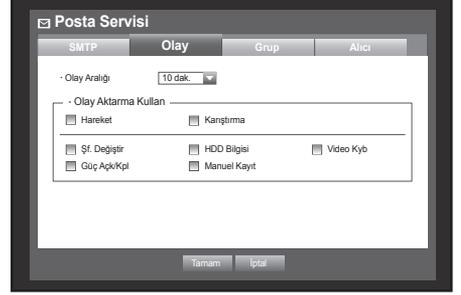 Posta Servisi
SMTP Olay Grup Alıcı
· Olay Aralığı 10 dak.
· Olay Aktarma Kullan
Hareket Karıştırma
Şf. Değiştir HDD Bilgisi Video Kyb
Güç Açk/Kpl Manuel Kayıt
Tamam İptal